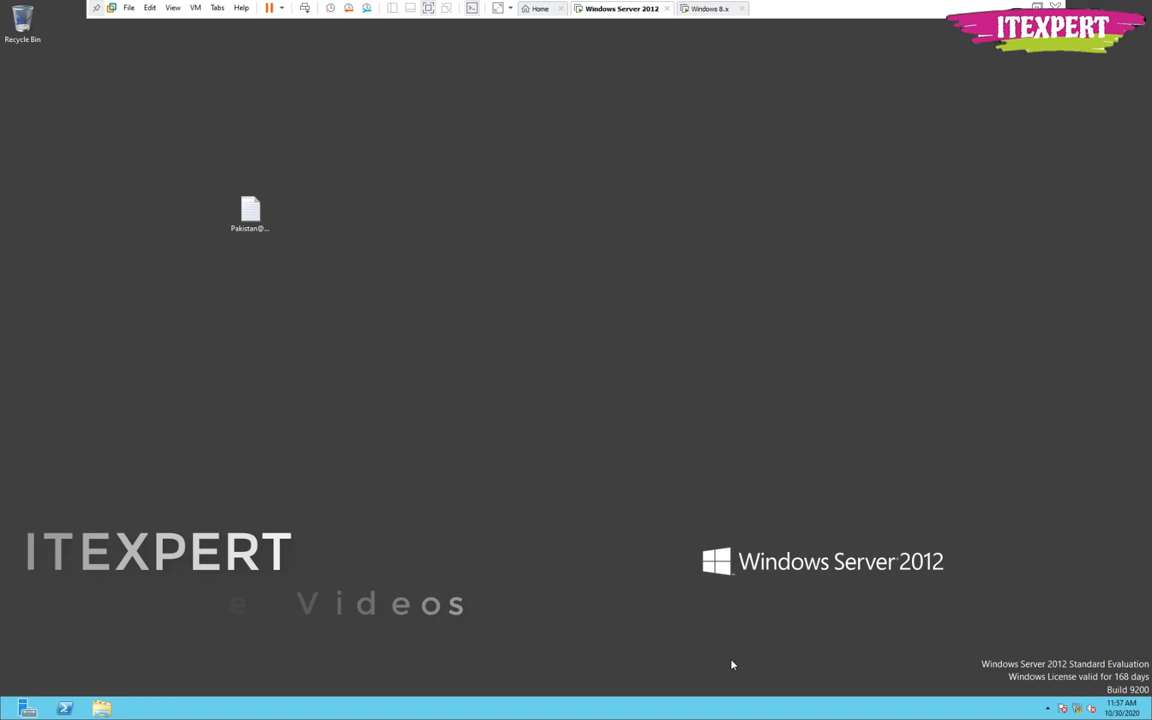 File Edit View VM Tabs Help Home Windows Server 2012 Windows 8.x
ITEXPERT
Recycle Bin
Pakistan@...
ITEXPERT
e Videos
Windows Server 2012
Windows Server 2012 Standard Evaluation
Windows License valid for 168 days
Build 9200
11:57 AM
10/30/2020